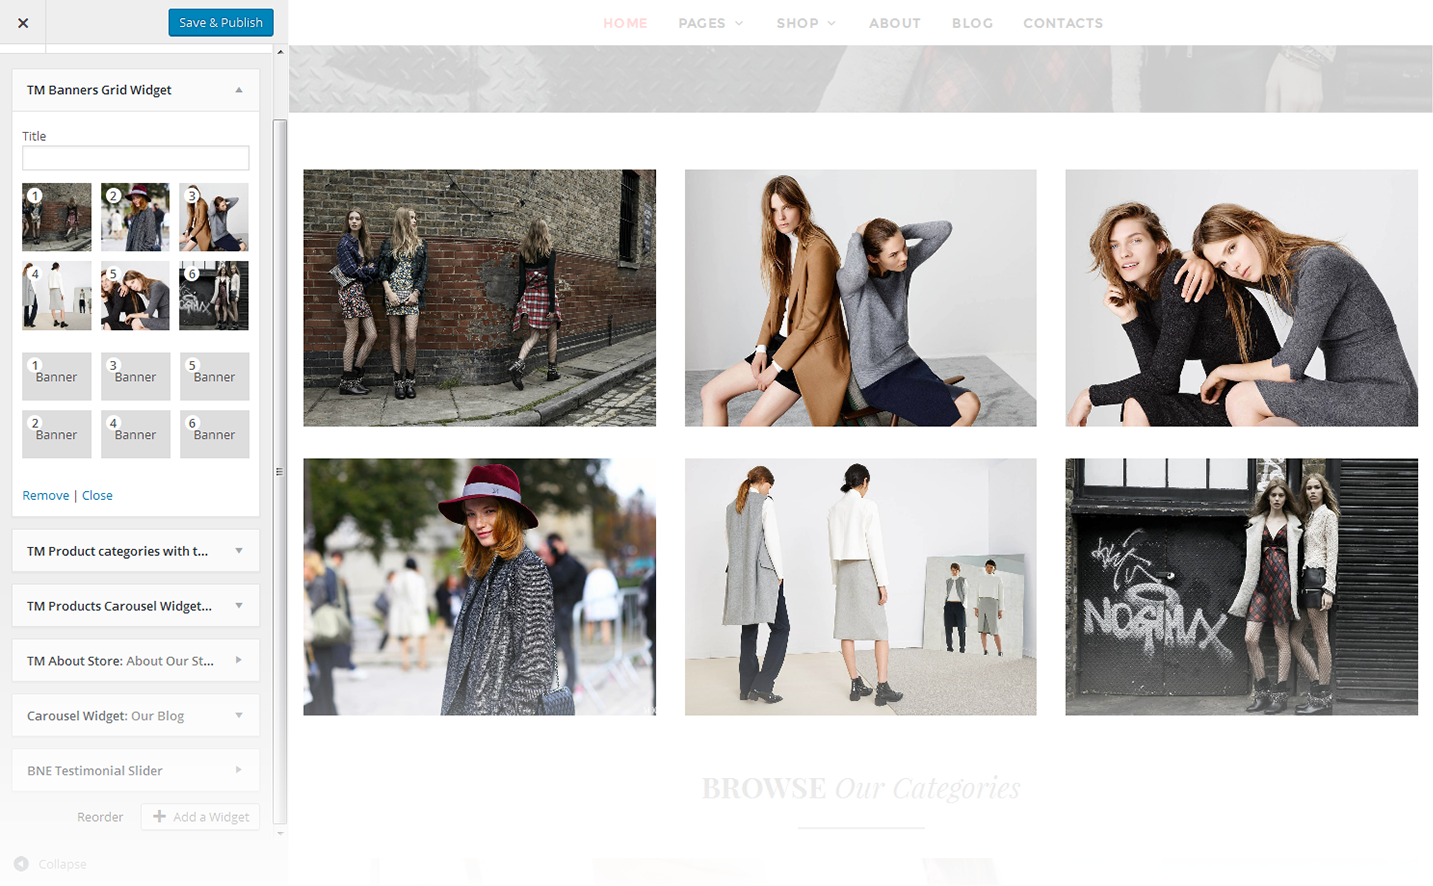 Save & Publish
HOME PAGES SHOP ABOUT BLOG CONTACTS
TM Banners Grid Widget
Title
1 2 3
4 5 6
1 Banner 3 Banner 5 Banner
2 Banner 4 Banner 6 Banner
Remove | Close
TM Product categories with t...
TM Products Carousel Widget...
TM About Store: About Our St...
Carousel Widget: Our Blog
BNE Testimonial Slider
Reorder Add a Widget
Collapse
NORMAX
BROWSE Our Categories